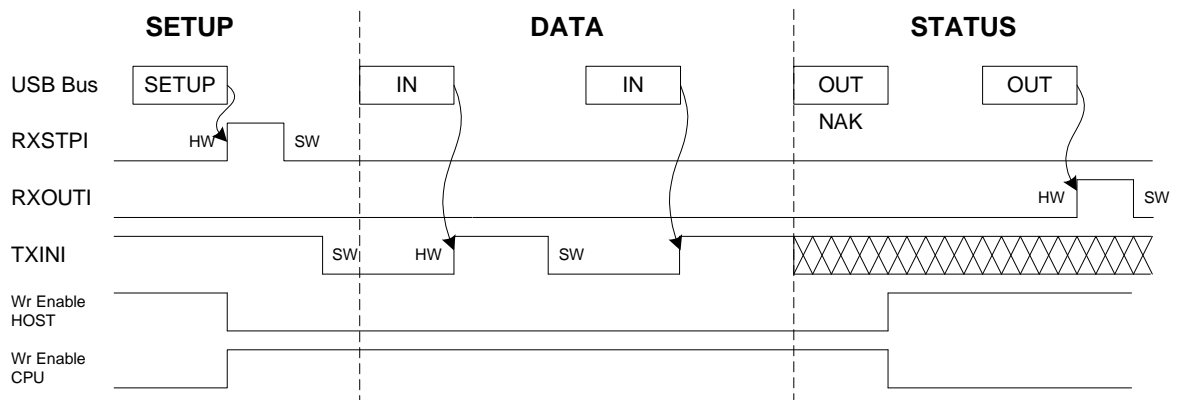 SETUP DATA STATUS
USB Bus SETUP IN IN OUT OUT
NAK
RXSTPI HW SW
RXOUTI HW SW
TXINI SW HW SW
Wr Enable
HOST
Wr Enable
CPU